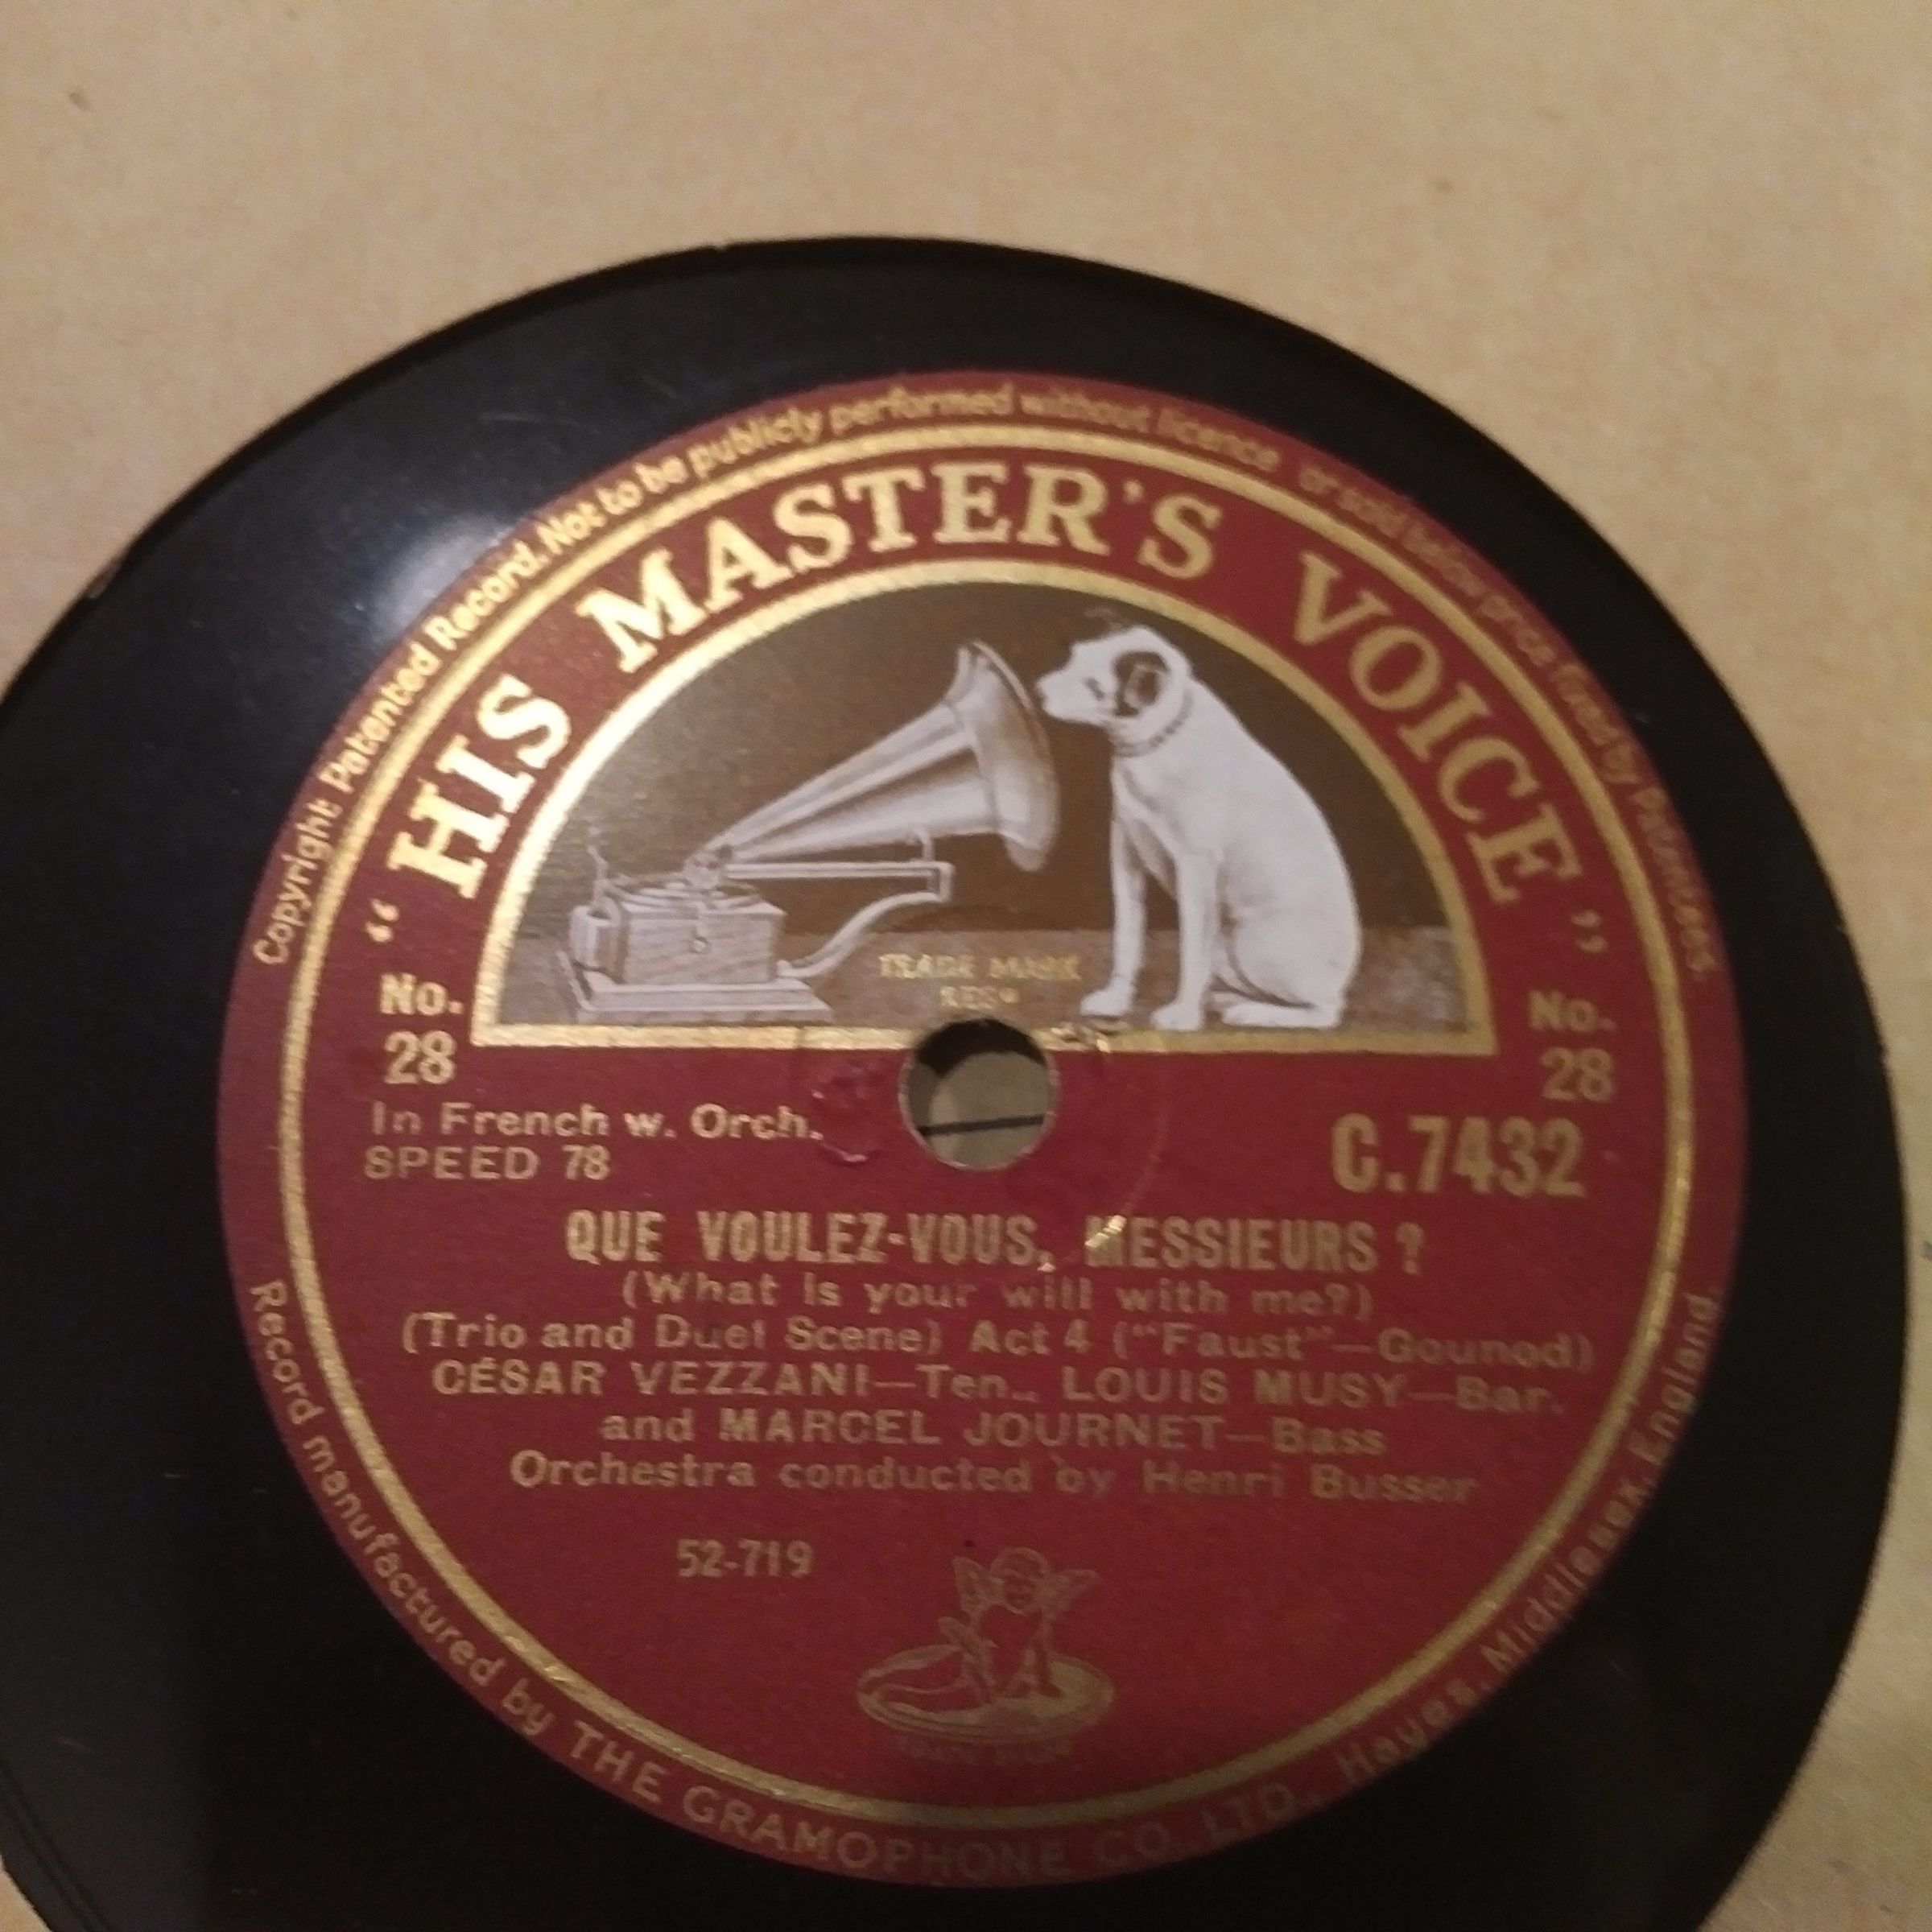 Copyright Patented Record. Not to be publicly performed without licence or sold below price fixed by Patentees
“HIS MASTER'S VOICE”
TRADE MARK
REGD
No.
28
No.
28
In French w. Orch.
SPEED 78
C.7432
QUE VOULEZ-VOUS, MESSIEURS ?
(What is your will with me?)
(Trio and Duel Scene) Act 4 (“Faust”—Gounod)
CÉSAR VEZZANI—Ten., LOUIS MUSY—Bar.
and MARCEL JOURNET—Bass
Orchestra conducted by Henri Busser
52-719
TRADE MARK
Record manufactured by THE GRAMOPHONE CO. LTD., Hayes, Middlesex, England.